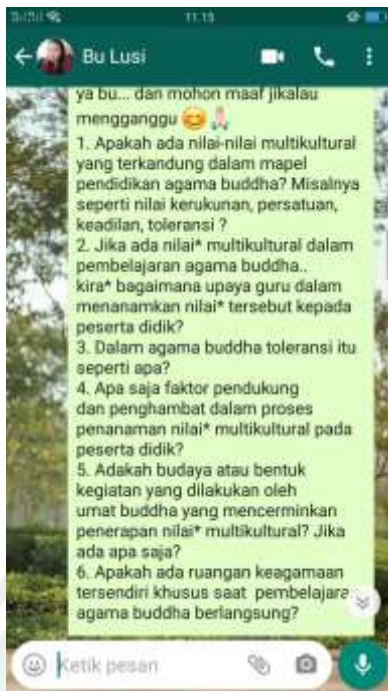 11.15
Bu Lusi
ya bu... dan mohon maaf jikalau
mengganggu 😊🙏
1. Apakah ada nilai-nilai multikultural
yang terkandung dalam mapel
pendidikan agama buddha? Misalnya
seperti nilai kerukunan, persatuan,
keadilan, toleransi ?
2. Jika ada nilai* multikultural dalam
pembelajaran agama buddha..
kira* bagaimana upaya guru dalam
menanamkan nilai* tersebut kepada
peserta didik?
3. Dalam agama buddha toleransi itu
seperti apa?
4. Apa saja faktor pendukung
dan penghambat dalam proses
penanaman nilai* multikultural pada
peserta didik?
5. Adakah budaya atau bentuk
kegiatan yang dilakukan oleh
umat buddha yang mencerminkan
penerapan nilai* multikultural? Jika
ada apa saja?
6. Apakah ada ruangan keagamaan
tersendiri khusus saat pembelajara
agama buddha berlangsung?
Ketik pesan